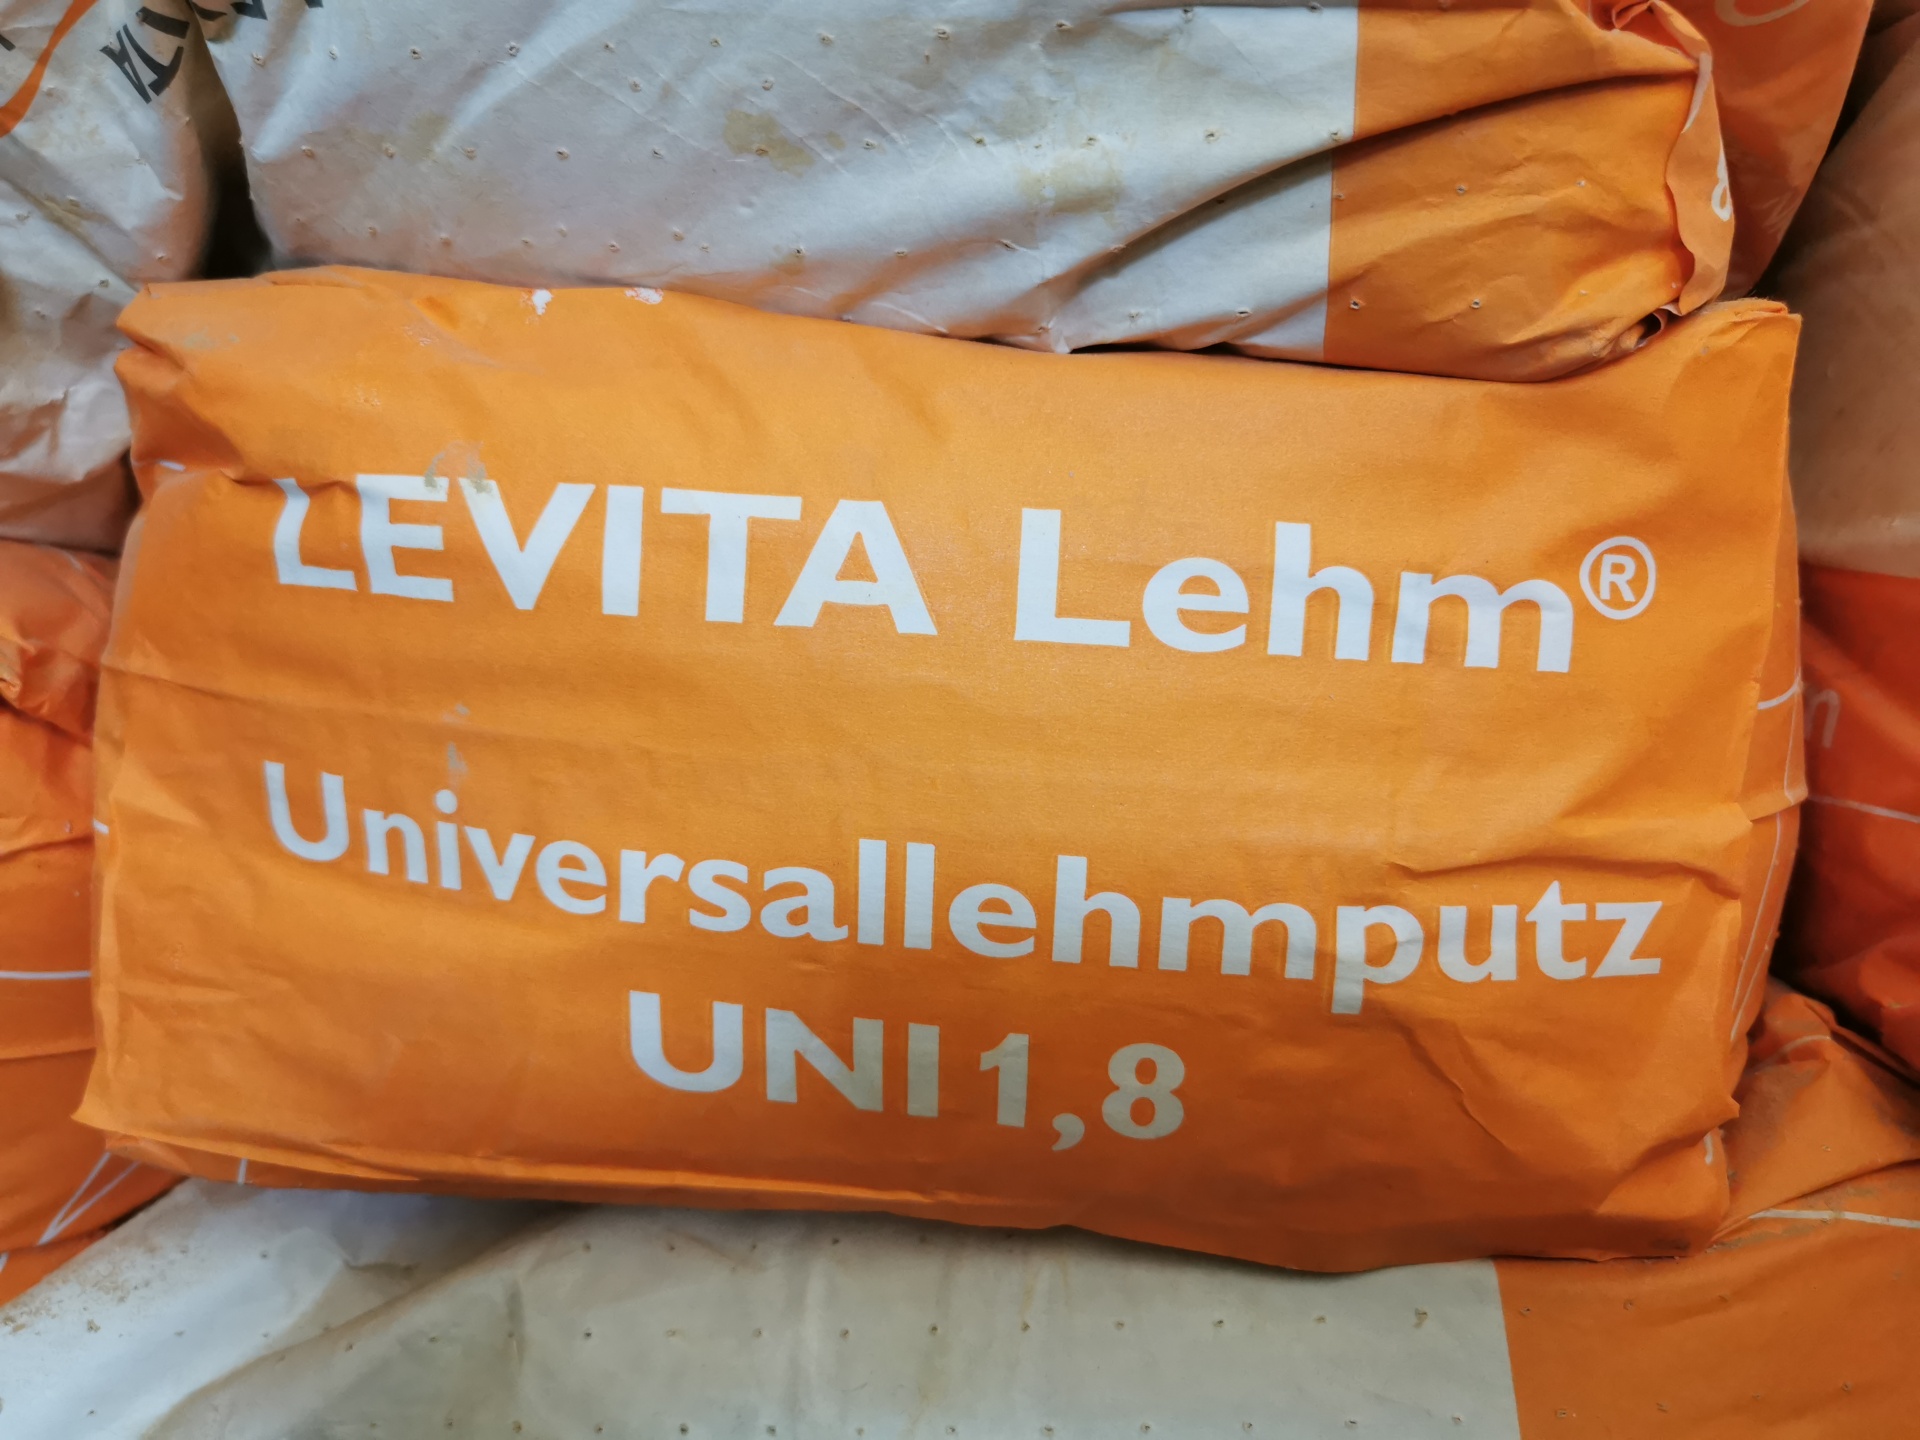 LEVITA Lehm®
Universallehmputz
UNI 1,8